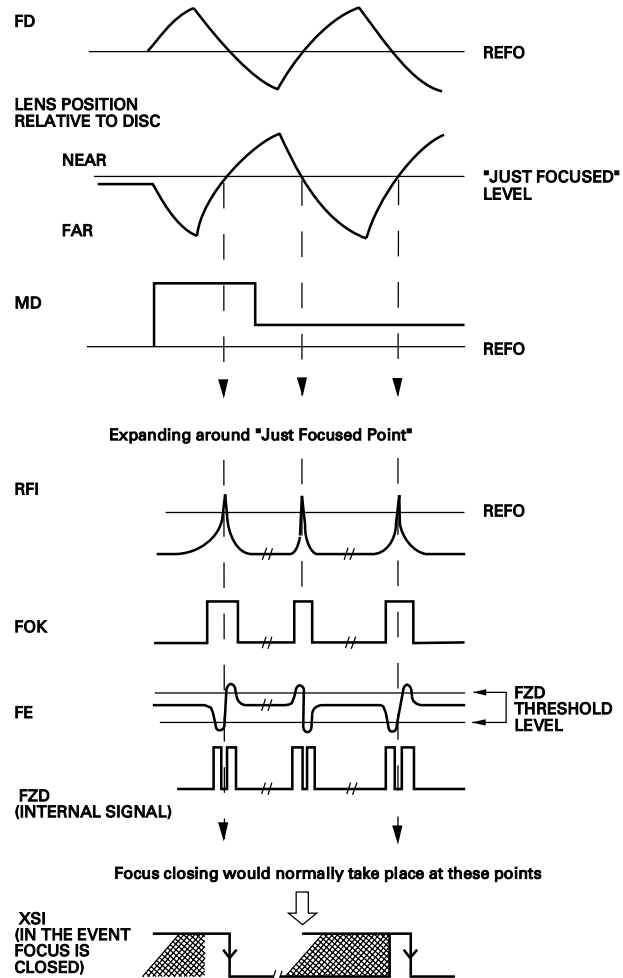 FD
REFO
LENS POSITION
RELATIVE TO DISC
NEAR
"JUST FOCUSED"
LEVEL
FAR
MD
REFO
Expanding around "Just Focused Point"
RFI
REFO
FOK
FZD
THRESHOLD
LEVEL
FE
FZD
(INTERNAL SIGNAL)
Focus closing would normally take place at these points
XSI
(IN THE EVENT
FOCUS IS
CLOSED)